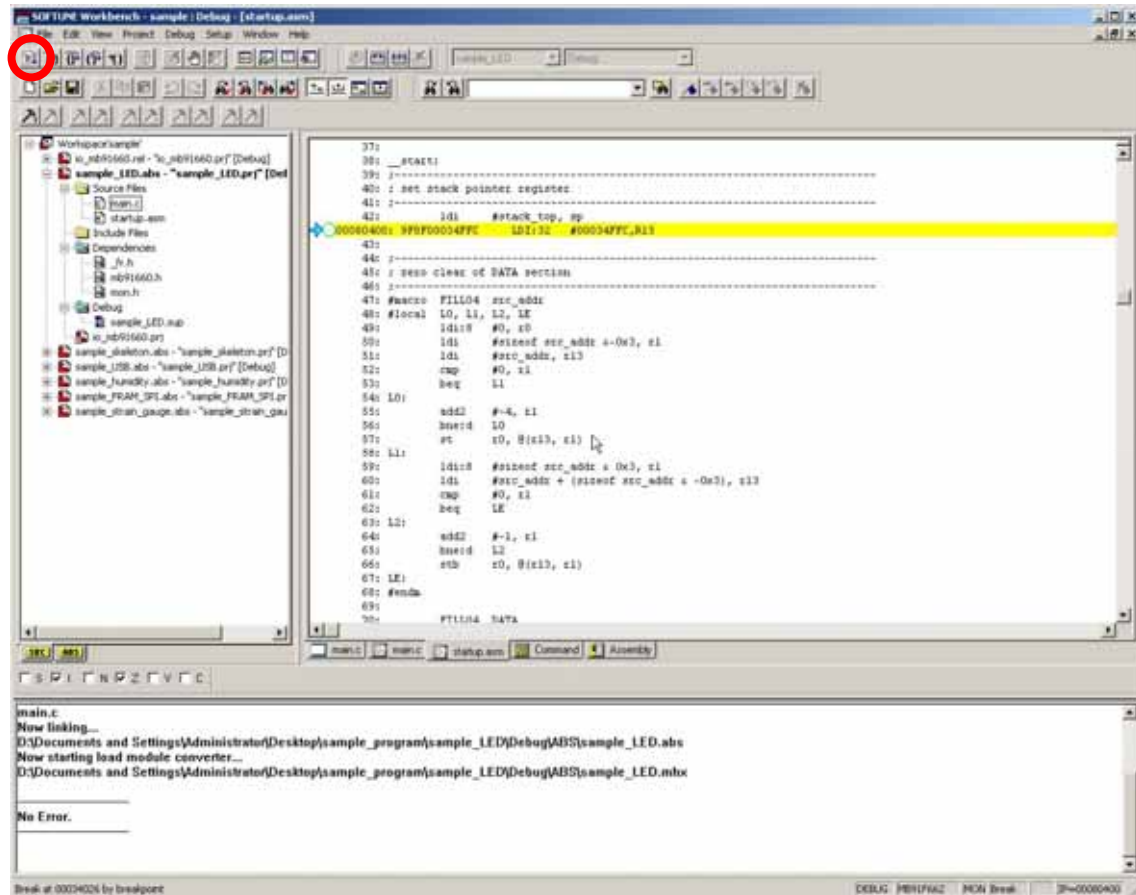 SOFTUNE Workbench - sample : Debug - [startup.asm]
File Edit View Project Debug Setup Window Help
sample_LED Debug
Workspace'sample'
io_mb91660.rel - "io_mb91660.prj" [Debug]
sample_LED.abs - "sample_LED.prj" [Def
Source Files
main.c
startup.asm
Include Files
Dependencies
_fr.h
mb91660.h
mon.h
Debug
sample_LED.sup
io_mb91660.prj
sample_skeleton.abs - "sample_skeleton.prj" [D
sample_USB.abs - "sample_USB.prj" [Debug]
sample_humidity.abs - "sample_humidity.prj" [D
sample_FRAM_SPI.abs - "sample_FRAM_SPI.pr
sample_strain_gauge.abs - "sample_strain_gau
SRC ABS
37:
38: __start:
39: ;---------------------------------------------------------------
40: ; set stack pointer register
41: ;---------------------------------------------------------------
42: ldi #stack_top, sp
00080400: 9F8F00034FFC LDI:32 #00034FFC,R15
43:
44: ;---------------------------------------------------------------
45: ; zero clear of DATA section
46: ;---------------------------------------------------------------
47: #macro FILL04 src_addr
48: #local L0, L1, L2, LE
49: ldi:8 #0, r0
50: ldi #sizeof src_addr &~0x3, r1
51: ldi #src_addr, r13
52: cmp #0, r1
53: beq L1
54: L0:
55: add2 #-4, r1
56: bne:d L0
57: st r0, @(r13, r1)
58: L1:
59: ldi:8 #sizeof src_addr & 0x3, r1
60: ldi #src_addr + (sizeof src_addr & ~0x3), r13
61: cmp #0, r1
62: beq LE
63: L2:
64: add2 #-1, r1
65: bne:d L2
66: stb r0, @(r13, r1)
67: LE:
68: #endm
69:
70: FILL04 DATA
main.c main.c startup.asm Command Assembly
S I N Z V C
main.c
Now linking...
D:\Documents and Settings\Administrator\Desktop\sample_program\sample_LED\Debug\ABS\sample_LED.abs
Now starting load module converter...
D:\Documents and Settings\Administrator\Desktop\sample_program\sample_LED\Debug\ABS\sample_LED.mhx
No Error.
Break at 00034026 by breakpoint
DEBUG MB91F662 MON Break IP=00080400